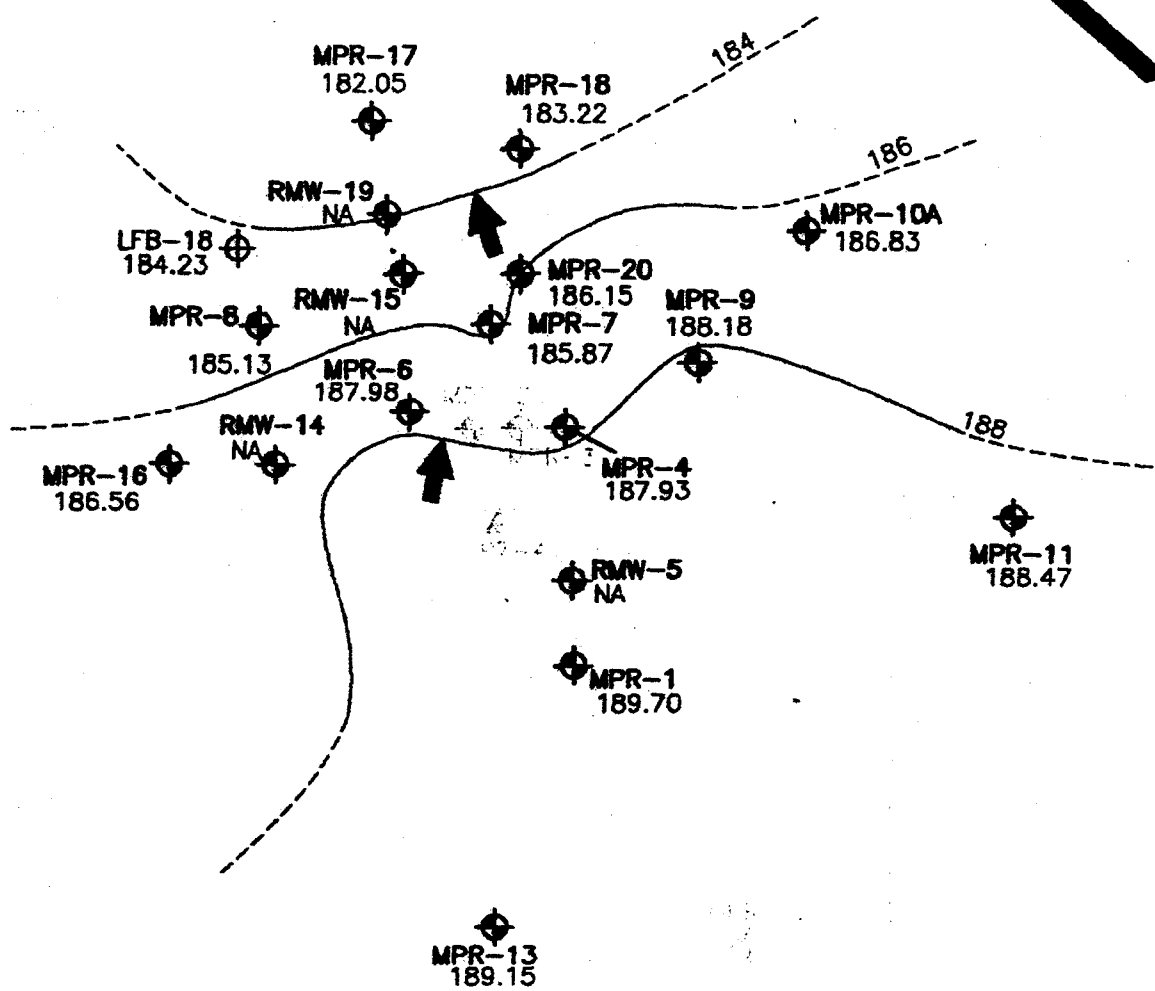 184
MPR-17
182.05
MPR-18
183.22
186
RMW-19
NA
MPR-10A
186.83
LFB-18
184.23
MPR-20
186.15
RMW-15
NA
MPR-9
188.18
MPR-8
185.13
MPR-7
185.87
MPR-6
187.98
RMW-14
NA
188
MPR-16
186.56
MPR-4
187.93
MPR-11
188.47
RMW-5
NA
MPR-1
189.70
MPR-13
189.15